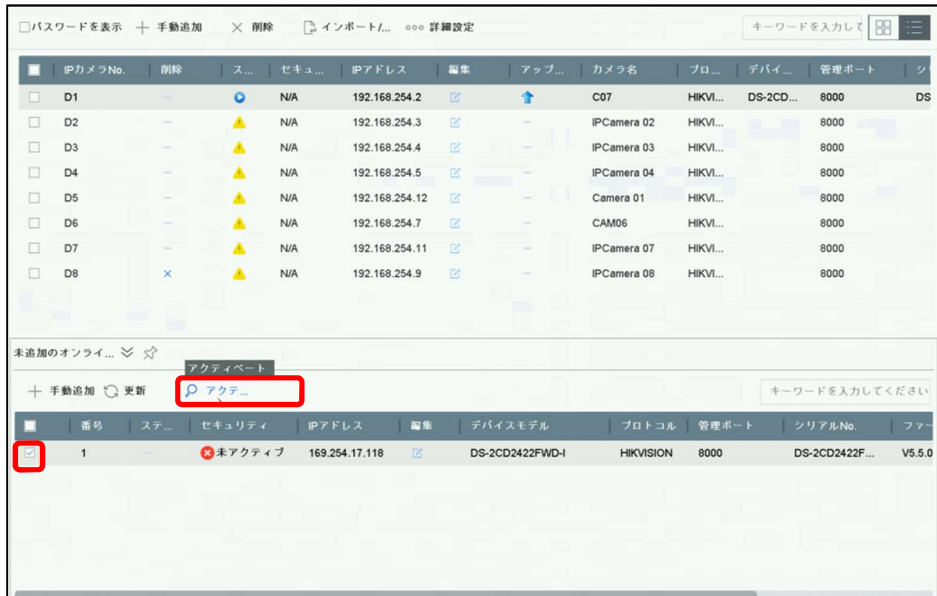 パスワードを表示 手動追加 削除 インポート/... 詳細設定 キーワードを入力して
IPカメラNo. 削除 ス... セキュ... IPアドレス 編集 アップ... カメラ名 プロ... デバイ... 管理ポート シリ
D1 — N/A 192.168.254.2 C07 HIKVI... DS-2CD... 8000 DS
D2 — N/A 192.168.254.3 — IPCamera 02 HIKVI... 8000
D3 — N/A 192.168.254.4 — IPCamera 03 HIKVI... 8000
D4 — N/A 192.168.254.5 — IPCamera 04 HIKVI... 8000
D5 — N/A 192.168.254.12 — Camera 01 HIKVI... 8000
D6 — N/A 192.168.254.7 — CAM06 HIKVI... 8000
D7 — N/A 192.168.254.11 — IPCamera 07 HIKVI... 8000
D8 × N/A 192.168.254.9 — IPCamera 08 HIKVI... 8000
未追加のオンライ...
アクティベート
手動追加 更新 アクテ... キーワードを入力してください
番号 ステ... セキュリティ IPアドレス 編集 デバイスモデル プロトコル 管理ポート シリアルNo. ファー
1 — 未アクティブ 169.254.17.118 DS-2CD2422FWD-I HIKVISION 8000 DS-2CD2422F... V5.5.0